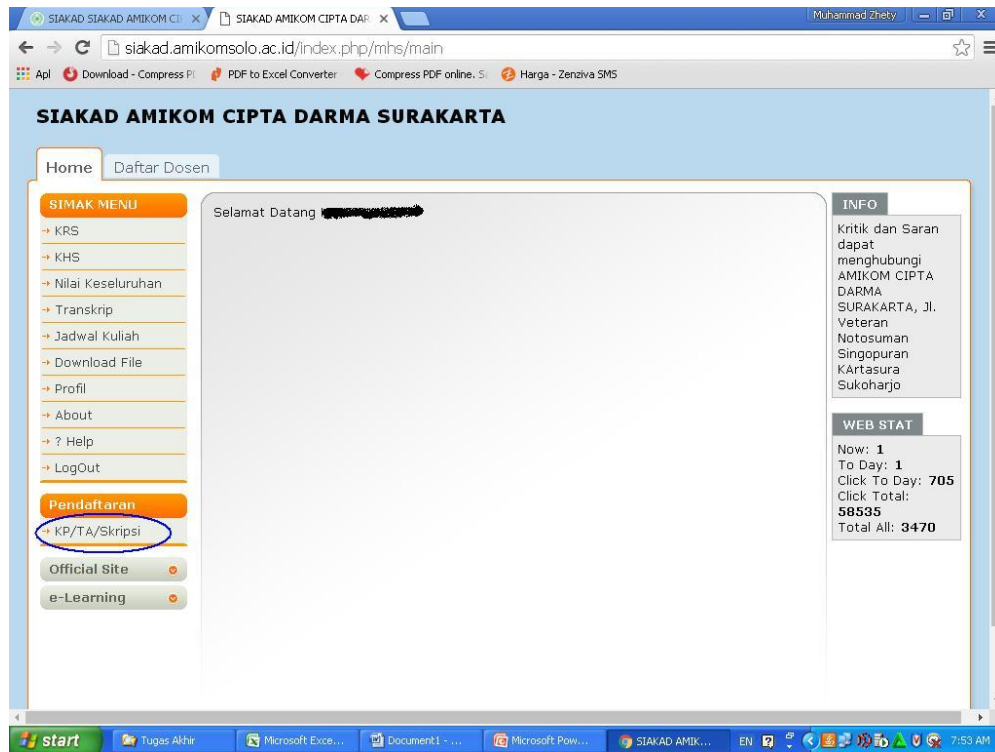 SIAKAD SIAKAD AMIKOM CI
SIAKAD AMIKOM CIPTA DAR
Muhammad Zhety
siakad.amikomsolo.ac.id/index.php/mhs/main
Apl
Download - Compress P
PDF to Excel Converter
Compress PDF online. S
Harga - Zenziva SMS
SIAKAD AMIKOM CIPTA DARMA SURAKARTA
Home
Daftar Dosen
SIMAK MENU
KRS
KHS
Nilai Keseluruhan
Transkrip
Jadwal Kuliah
Download File
Profil
About
? Help
LogOut
Pendaftaran
KP/TA/Skripsi
Official Site
e-Learning
Selamat Datang
INFO
Kritik dan Saran
dapat
menghubungi
AMIKOM CIPTA
DARMA
SURAKARTA, Jl.
Veteran
Notosuman
Singopuran
KArtasura
Sukoharjo
WEB STAT
Now: 1
To Day: 1
Click To Day: 705
Click Total:
58535
Total All: 3470
start
Tugas Akhir
Microsoft Exce...
Document1 - ...
Microsoft Pow...
SIAKAD AMIK...
EN
7:53 AM